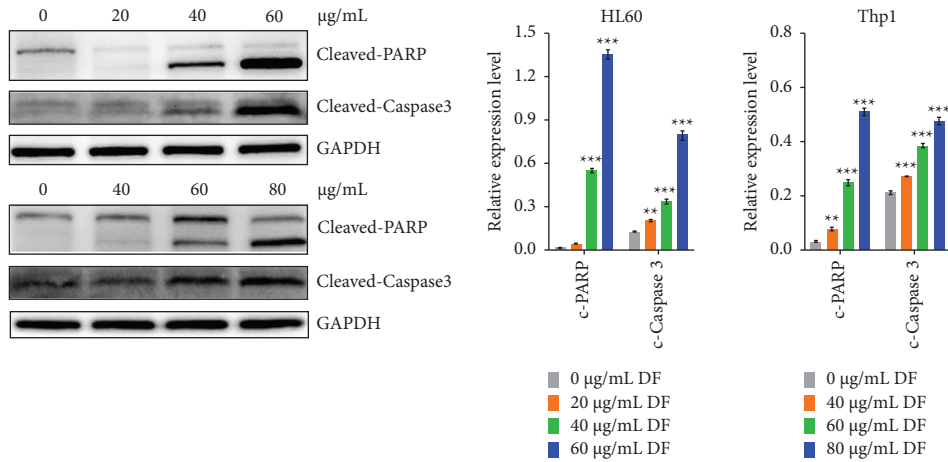 0 20 40 60 µg/mL
Cleaved-PARP
Cleaved-Caspase3
GAPDH
0 40 60 80 µg/mL
Cleaved-PARP
Cleaved-Caspase3
GAPDH
HL60
Relative expression level
1.5
1.2
0.9
0.6
0.3
0.0
***
***
**
***
***
c-PARP
c-Caspase 3
0 µg/mL DF
20 µg/mL DF
40 µg/mL DF
60 µg/mL DF
Thp1
Relative expression level
0.8
0.6
0.4
0.2
0.0
**
***
***
***
***
***
c-PARP
c-Caspase 3
0 µg/mL DF
40 µg/mL DF
60 µg/mL DF
80 µg/mL DF